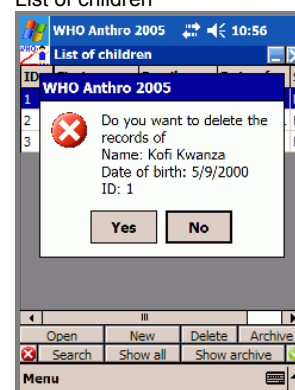 List of children
WHO Anthro 2005 10:56
WHO
List of children
ID
1
WHO Anthro 2005
2
3
Do you want to delete the
records of
Name: Kofi Kwanza
Date of birth: 5/9/2000
ID: 1
Yes No
Open New Delete Archive
Search Show all Show archive
Menu